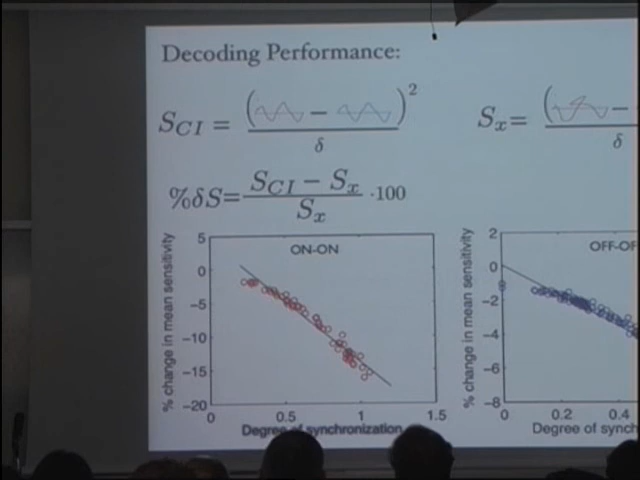 Decoding Performance:
S_CI = ( − )² / δ
S_x = ( − / δ
%δS = (S_CI − S_x) / S_x ·100
% change in mean sensitivity
5
0
−5
−10
−15
−20
ON-ON
0 0.5 1 1.5
Degree of synchronization
% change in mean sensitivity
2
0
−2
−4
−6
−8
OFF-OF
0 0.2 0.4
Degree of synch